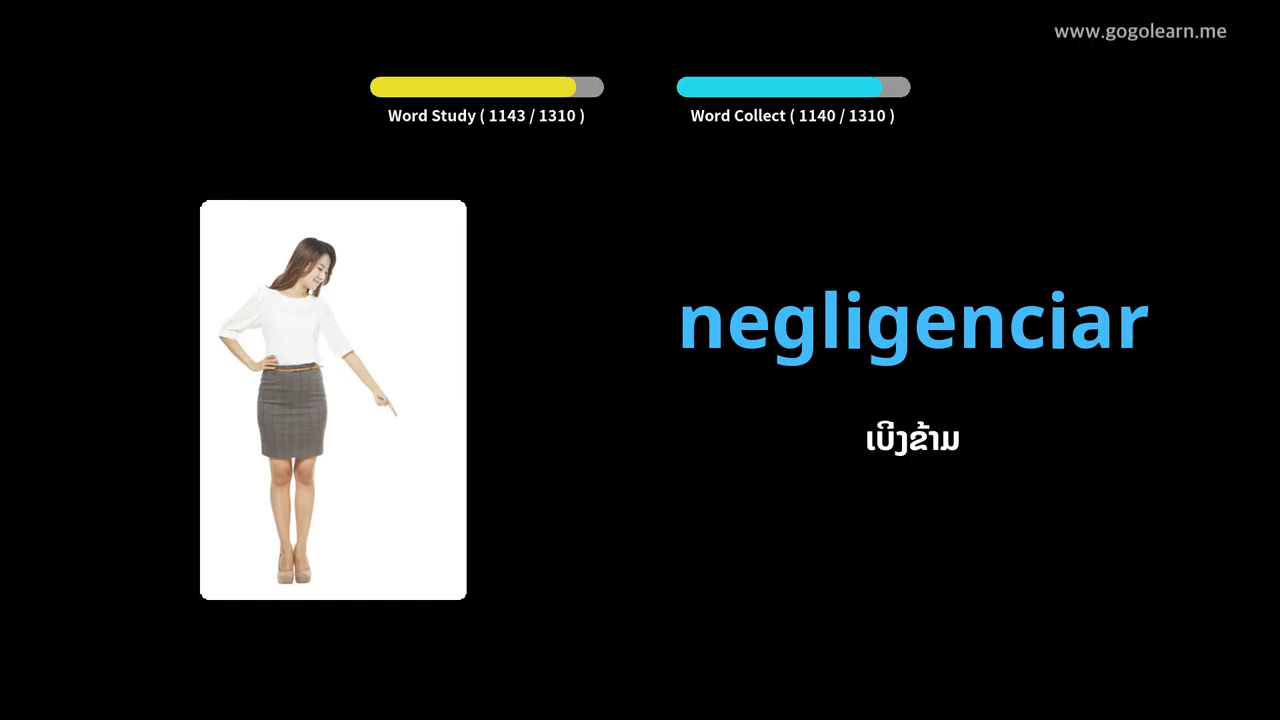 www.gogolearn.me
Word Study ( 1143 / 1310 )
Word Collect ( 1140 / 1310 )
negligenciar
ເບິ່ງຂ້າມ